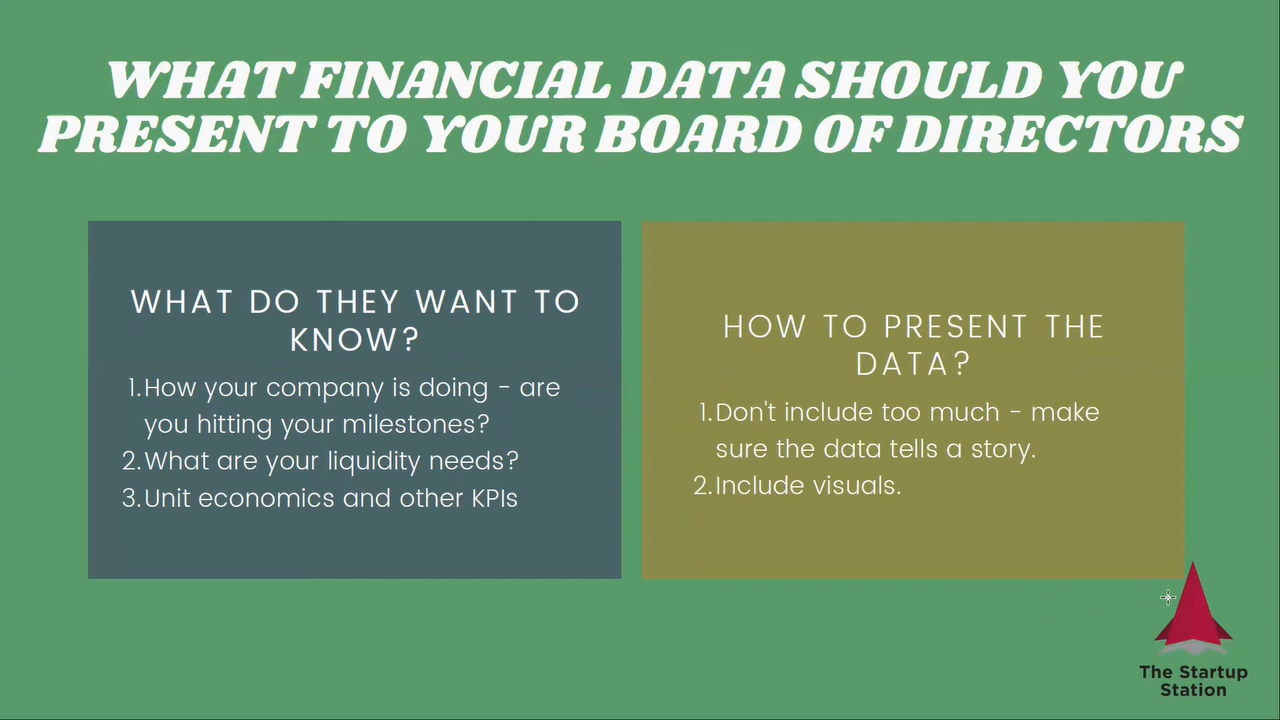 WHAT FINANCIAL DATA SHOULD YOU
PRESENT TO YOUR BOARD OF DIRECTORS
WHAT DO THEY WANT TO
KNOW?
1. How your company is doing - are
you hitting your milestones?
2. What are your liquidity needs?
3. Unit economics and other KPIs
HOW TO PRESENT THE
DATA?
1. Don't include too much - make
sure the data tells a story.
2. Include visuals.
The Startup
Station